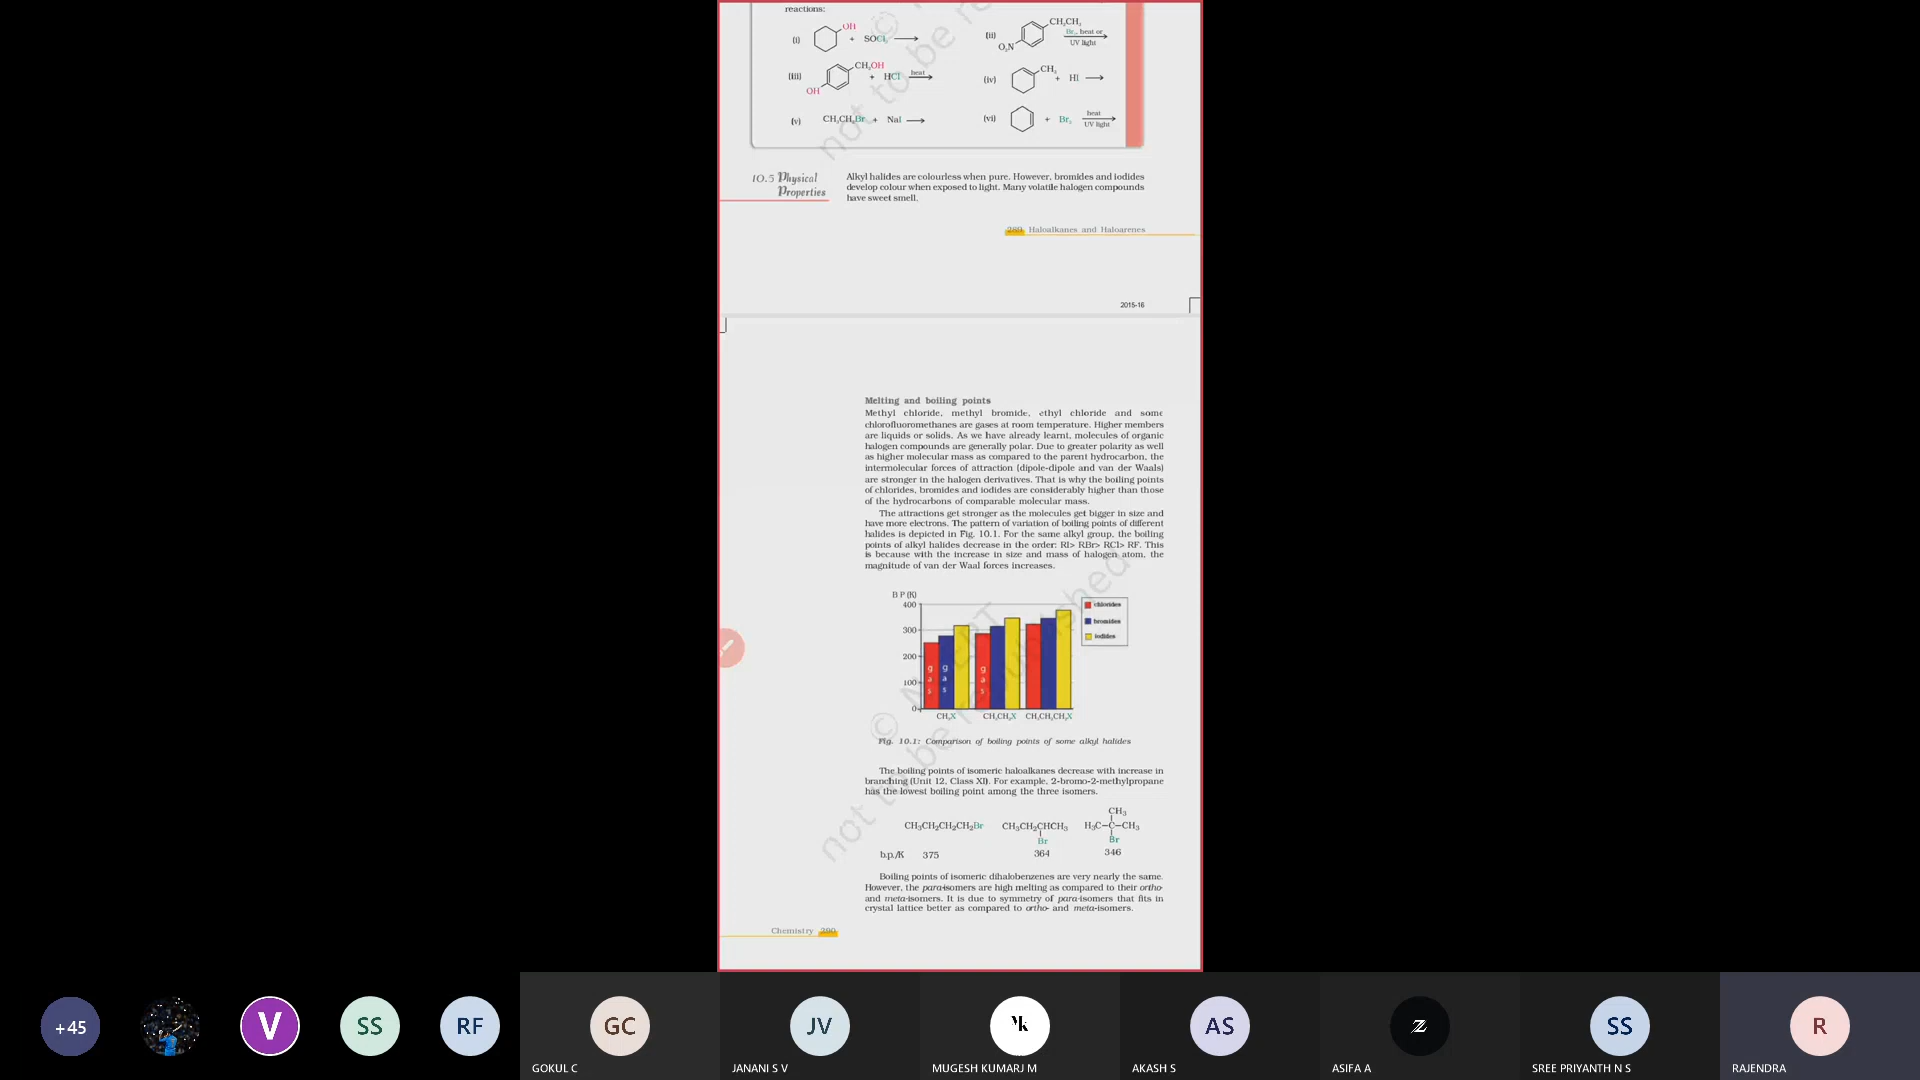 reactions:
(i) OH + SOCl₂ ⟶
(ii) CH₂CH₃ O₂N Br₂, heat or UV light
(iii) CH₂OH OH + HCl heat
(iv) CH₃ + HI ⟶
(v) CH₃CH₂Br + NaI ⟶
(vi) + Br₂ heat UV light
10.5 Physical Properties
Alkyl halides are colourless when pure. However, bromides and iodides
develop colour when exposed to light. Many volatile halogen compounds
have sweet smell.
289 Haloalkanes and Haloarenes
2015-16
Melting and boiling points
Methyl chloride, methyl bromide, ethyl chloride and some
chlorofluoromethanes are gases at room temperature. Higher members
are liquids or solids. As we have already learnt, molecules of organic
halogen compounds are generally polar. Due to greater polarity as well
as higher molecular mass as compared to the parent hydrocarbon, the
intermolecular forces of attraction (dipole-dipole and van der Waals)
are stronger in the halogen derivatives. That is why the boiling points
of chlorides, bromides and iodides are considerably higher than those
of the hydrocarbons of comparable molecular mass.
The attractions get stronger as the molecules get bigger in size and
have more electrons. The pattern of variation of boiling points of different
halides is depicted in Fig. 10.1. For the same alkyl group, the boiling
points of alkyl halides decrease in the order: RI> RBr> RCl> RF. This
is because with the increase in size and mass of halogen atom, the
magnitude of van der Waal forces increases.
B P (K)
400
300
200
100
0
gas gas gas
CH₃X CH₃CH₂X CH₃CH₂CH₂X
chlorides
bromides
iodides
Fig. 10.1: Comparison of boiling points of some alkyl halides
The boiling points of isomeric haloalkanes decrease with increase in
branching (Unit 12, Class XI). For example, 2-bromo-2-methylpropane
has the lowest boiling point among the three isomers.
CH₃
CH₃CH₂CH₂CH₂Br CH₃CH₂CHCH₃ H₃C–C–CH₃
Br Br
b.p./K 375 364 346
Boiling points of isomeric dihalobenzenes are very nearly the same.
However, the para-isomers are high melting as compared to their ortho-
and meta-isomers. It is due to symmetry of para-isomers that fits in
crystal lattice better as compared to ortho- and meta-isomers.
Chemistry 290
© NCERT
not to be republished
+45 V SS RF GC JV AS Z SS R
GOKUL C JANANI S V MUGESH KUMARJ M AKASH S ASIFA A SREE PRIYANTH N S RAJENDRA